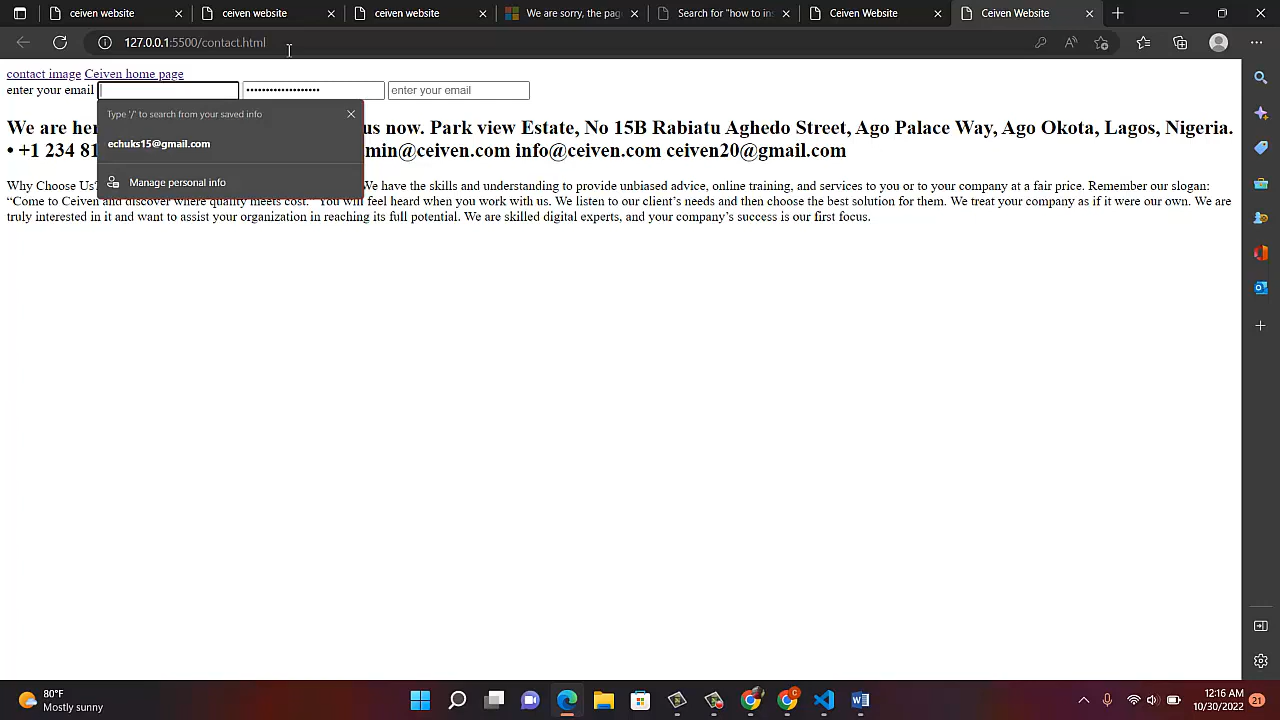 ceiven website
ceiven website
ceiven website
We are sorry, the pag
Search for "how to in
Ceiven Website
Ceiven Website
127.0.0.1:5500/contact.html
contact image Ceiven home page
enter your email
enter your email
Type '/' to search from your saved info
echuks15@gmail.com
Manage personal info
We are her us now. Park view Estate, No 15B Rabiatu Aghedo Street, Ago Palace Way, Ago Okota, Lagos, Nigeria.
• +1 234 81 min@ceiven.com info@ceiven.com ceiven20@gmail.com
Why Choose Us? We have the skills and understanding to provide unbiased advice, online training, and services to you or to your company at a fair price. Remember our slogan:
“Come to Ceiven and discover where quality meets cost.” You will feel heard when you work with us. We listen to our client’s needs and then choose the best solution for them. We treat your company as if it were our own. We are
truly interested in it and want to assist your organization in reaching its full potential. We are skilled digital experts, and your company’s success is our first focus.
80°F
Mostly sunny
12:16 AM
10/30/2022
21